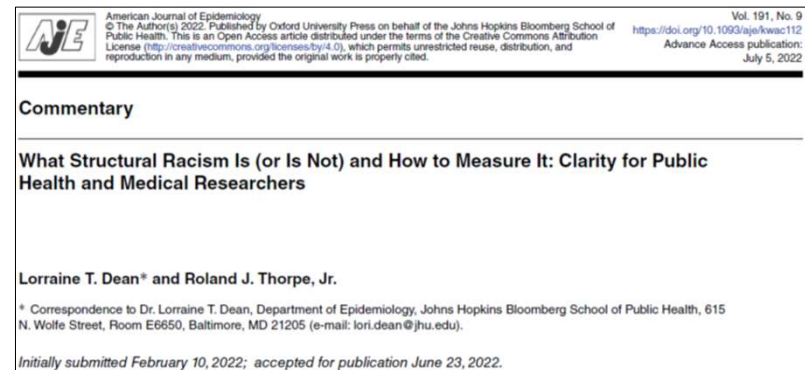 AJE
American Journal of Epidemiology
© The Author(s) 2022. Published by Oxford University Press on behalf of the Johns Hopkins Bloomberg School of
Public Health. This is an Open Access article distributed under the terms of the Creative Commons Attribution
License (http://creativecommons.org/licenses/by/4.0), which permits unrestricted reuse, distribution, and
reproduction in any medium, provided the original work is properly cited.
Vol. 191, No. 9
https://doi.org/10.1093/aje/kwac112
Advance Access publication:
July 5, 2022
Commentary
What Structural Racism Is (or Is Not) and How to Measure It: Clarity for Public
Health and Medical Researchers
Lorraine T. Dean* and Roland J. Thorpe, Jr.
* Correspondence to Dr. Lorraine T. Dean, Department of Epidemiology, Johns Hopkins Bloomberg School of Public Health, 615
N. Wolfe Street, Room E6650, Baltimore, MD 21205 (e-mail: lori.dean@jhu.edu).
Initially submitted February 10, 2022; accepted for publication June 23, 2022.